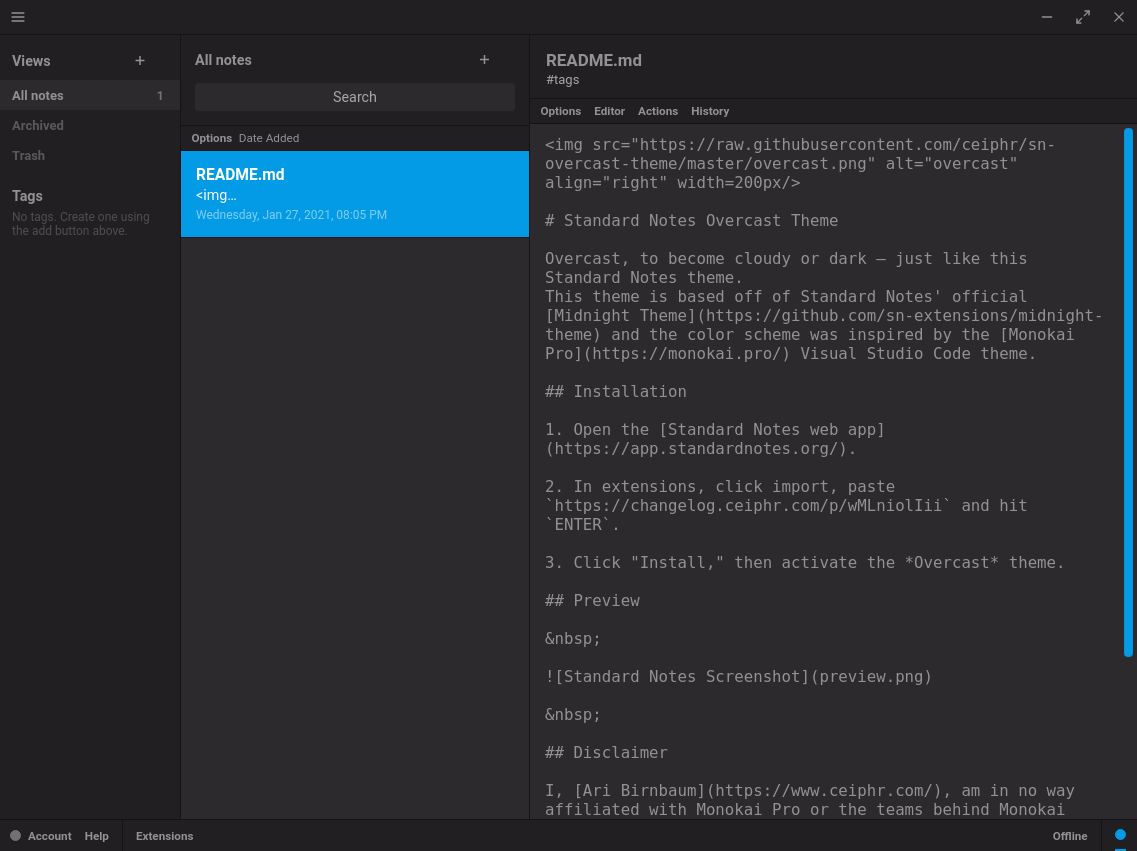 Views
+
All notes
1
Archived
Trash
Tags
No tags. Create one using
the add button above.
All notes
+
Search
Options Date Added
README.md
<img…
Wednesday, Jan 27, 2021, 08:05 PM
README.md
#tags
Options Editor Actions History
<img src="https://raw.githubusercontent.com/ceiphr/sn-
overcast-theme/master/overcast.png" alt="overcast"
align="right" width=200px/>
# Standard Notes Overcast Theme
Overcast, to become cloudy or dark — just like this
Standard Notes theme.
This theme is based off of Standard Notes' official
[Midnight Theme](https://github.com/sn-extensions/midnight-
theme) and the color scheme was inspired by the [Monokai
Pro](https://monokai.pro/) Visual Studio Code theme.
## Installation
1. Open the [Standard Notes web app]
(https://app.standardnotes.org/).
2. In extensions, click import, paste
`https://changelog.ceiphr.com/p/wMLniolIii` and hit
`ENTER`.
3. Click "Install," then activate the *Overcast* theme.
## Preview
&nbsp;
![Standard Notes Screenshot](preview.png)
&nbsp;
## Disclaimer
I, [Ari Birnbaum](https://www.ceiphr.com/), am in no way
affiliated with Monokai Pro or the teams behind Monokai
Account Help Extensions
Offline